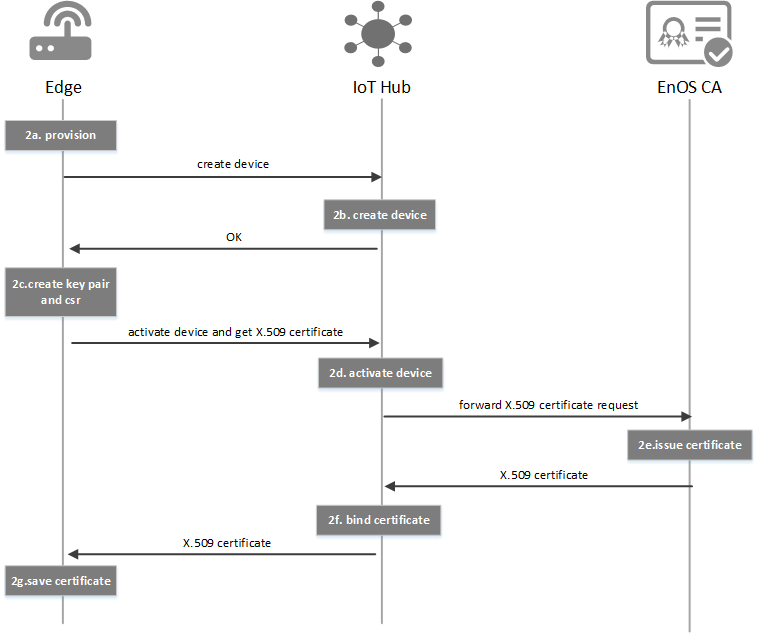 Edge
IoT Hub
EnOS CA
2a. provision
create device
2b. create device
OK
2c.create key pair
and csr
activate device and get X.509 certificate
2d. activate device
forward X.509 certificate request
2e.issue certificate
X.509 certificate
2f. bind certificate
X.509 certificate
2g.save certificate